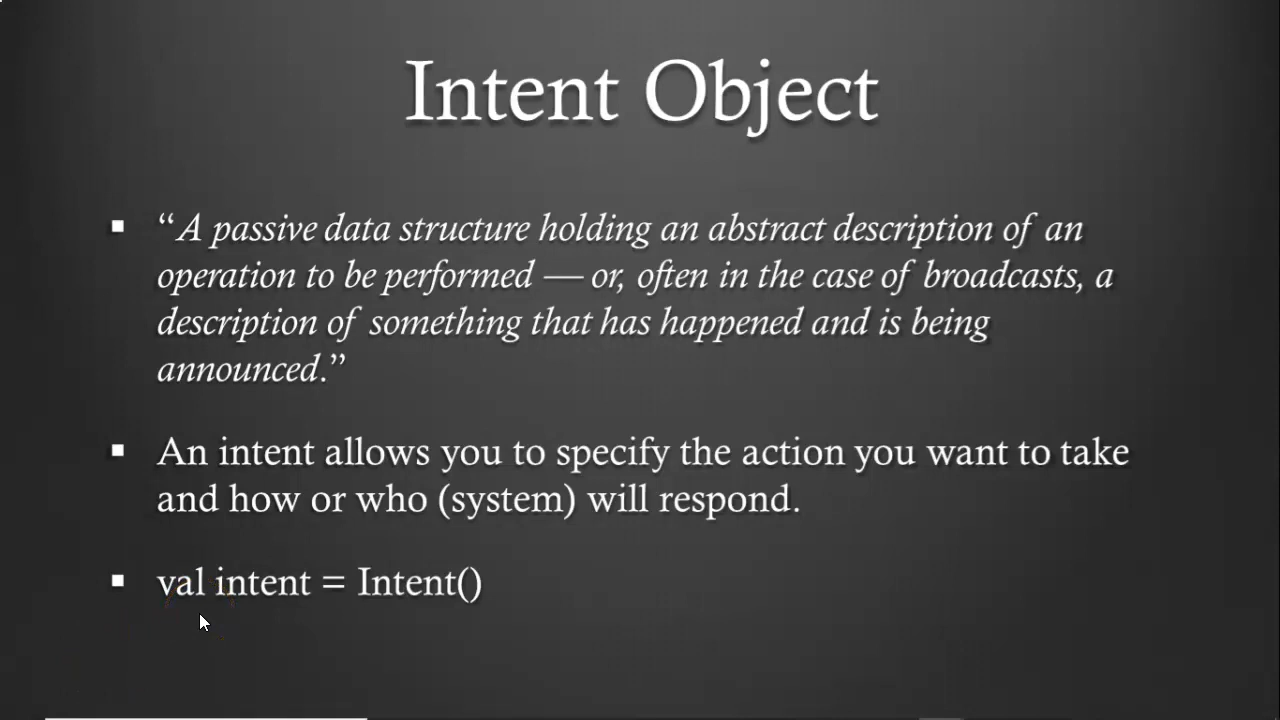 Intent Object
▪ “A passive data structure holding an abstract description of an
operation to be performed — or, often in the case of broadcasts, a
description of something that has happened and is being
announced.”
▪ An intent allows you to specify the action you want to take
and how or who (system) will respond.
▪ val intent = Intent()